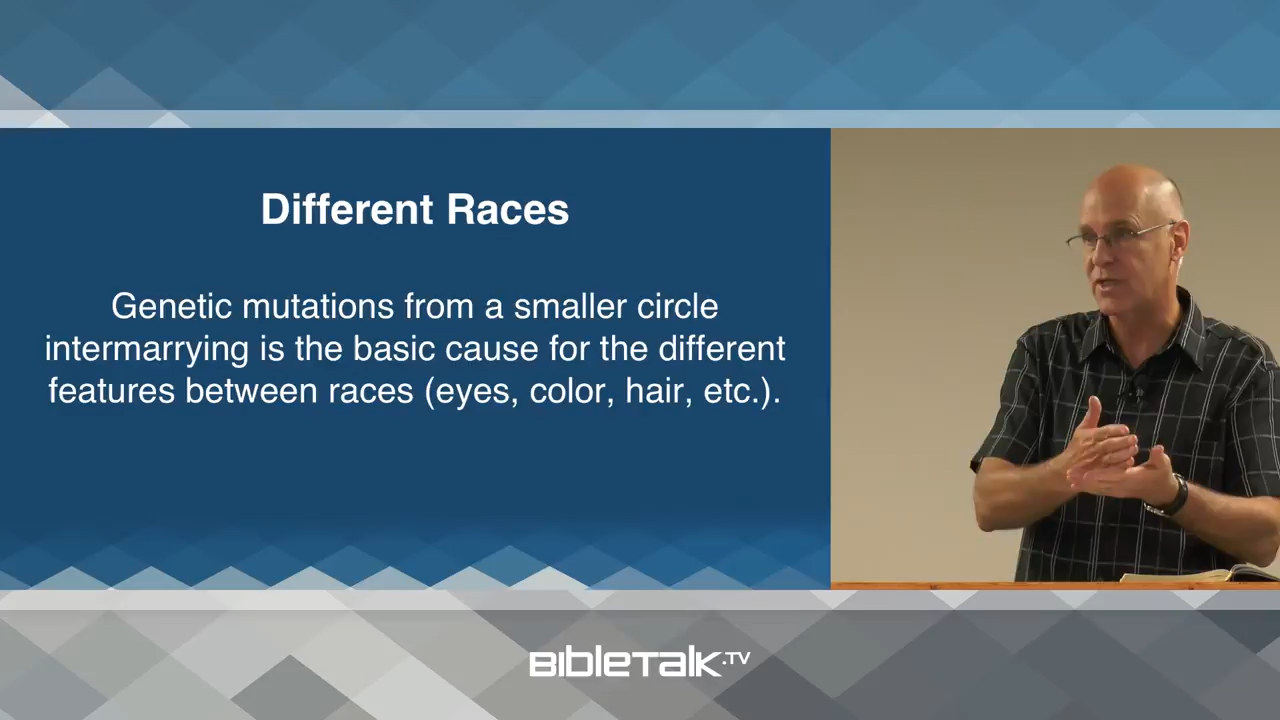 Different Races
Genetic mutations from a smaller circle
intermarrying is the basic cause for the different
features between races (eyes, color, hair, etc.).
BIBLETALK.TV